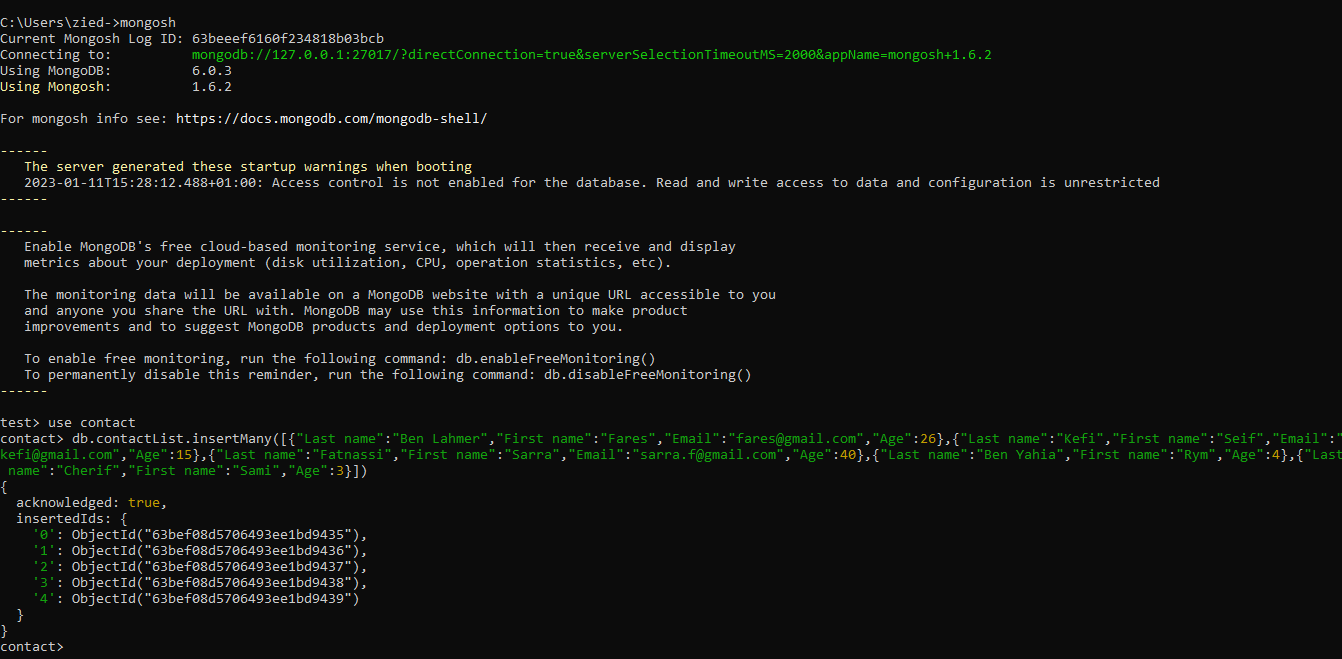 C:\Users\zied->mongosh
Current Mongosh Log ID: 63beeef6160f234818b03bcb
Connecting to:          mongodb://127.0.0.1:27017/?directConnection=true&serverSelectionTimeoutMS=2000&appName=mongosh+1.6.2
Using MongoDB:          6.0.3
Using Mongosh:          1.6.2
For mongosh info see: https://docs.mongodb.com/mongodb-shell/
------
   The server generated these startup warnings when booting
   2023-01-11T15:28:12.488+01:00: Access control is not enabled for the database. Read and write access to data and configuration is unrestricted
------
------
   Enable MongoDB's free cloud-based monitoring service, which will then receive and display
   metrics about your deployment (disk utilization, CPU, operation statistics, etc).
   The monitoring data will be available on a MongoDB website with a unique URL accessible to you
   and anyone you share the URL with. MongoDB may use this information to make product
   improvements and to suggest MongoDB products and deployment options to you.
   To enable free monitoring, run the following command: db.enableFreeMonitoring()
   To permanently disable this reminder, run the following command: db.disableFreeMonitoring()
------
test> use contact
contact> db.contactList.insertMany([{"Last name":"Ben Lahmer","First name":"Fares","Email":"fares@gmail.com","Age":26},{"Last name":"Kefi","First name":"Seif","Email":"
kefi@gmail.com","Age":15},{"Last name":"Fatnassi","First name":"Sarra","Email":"sarra.f@gmail.com","Age":40},{"Last name":"Ben Yahia","First name":"Rym","Age":4},{"Last
 name":"Cherif","First name":"Sami","Age":3}])
{
  acknowledged: true,
  insertedIds: {
    '0': ObjectId("63bef08d5706493ee1bd9435"),
    '1': ObjectId("63bef08d5706493ee1bd9436"),
    '2': ObjectId("63bef08d5706493ee1bd9437"),
    '3': ObjectId("63bef08d5706493ee1bd9438"),
    '4': ObjectId("63bef08d5706493ee1bd9439")
  }
}
contact>